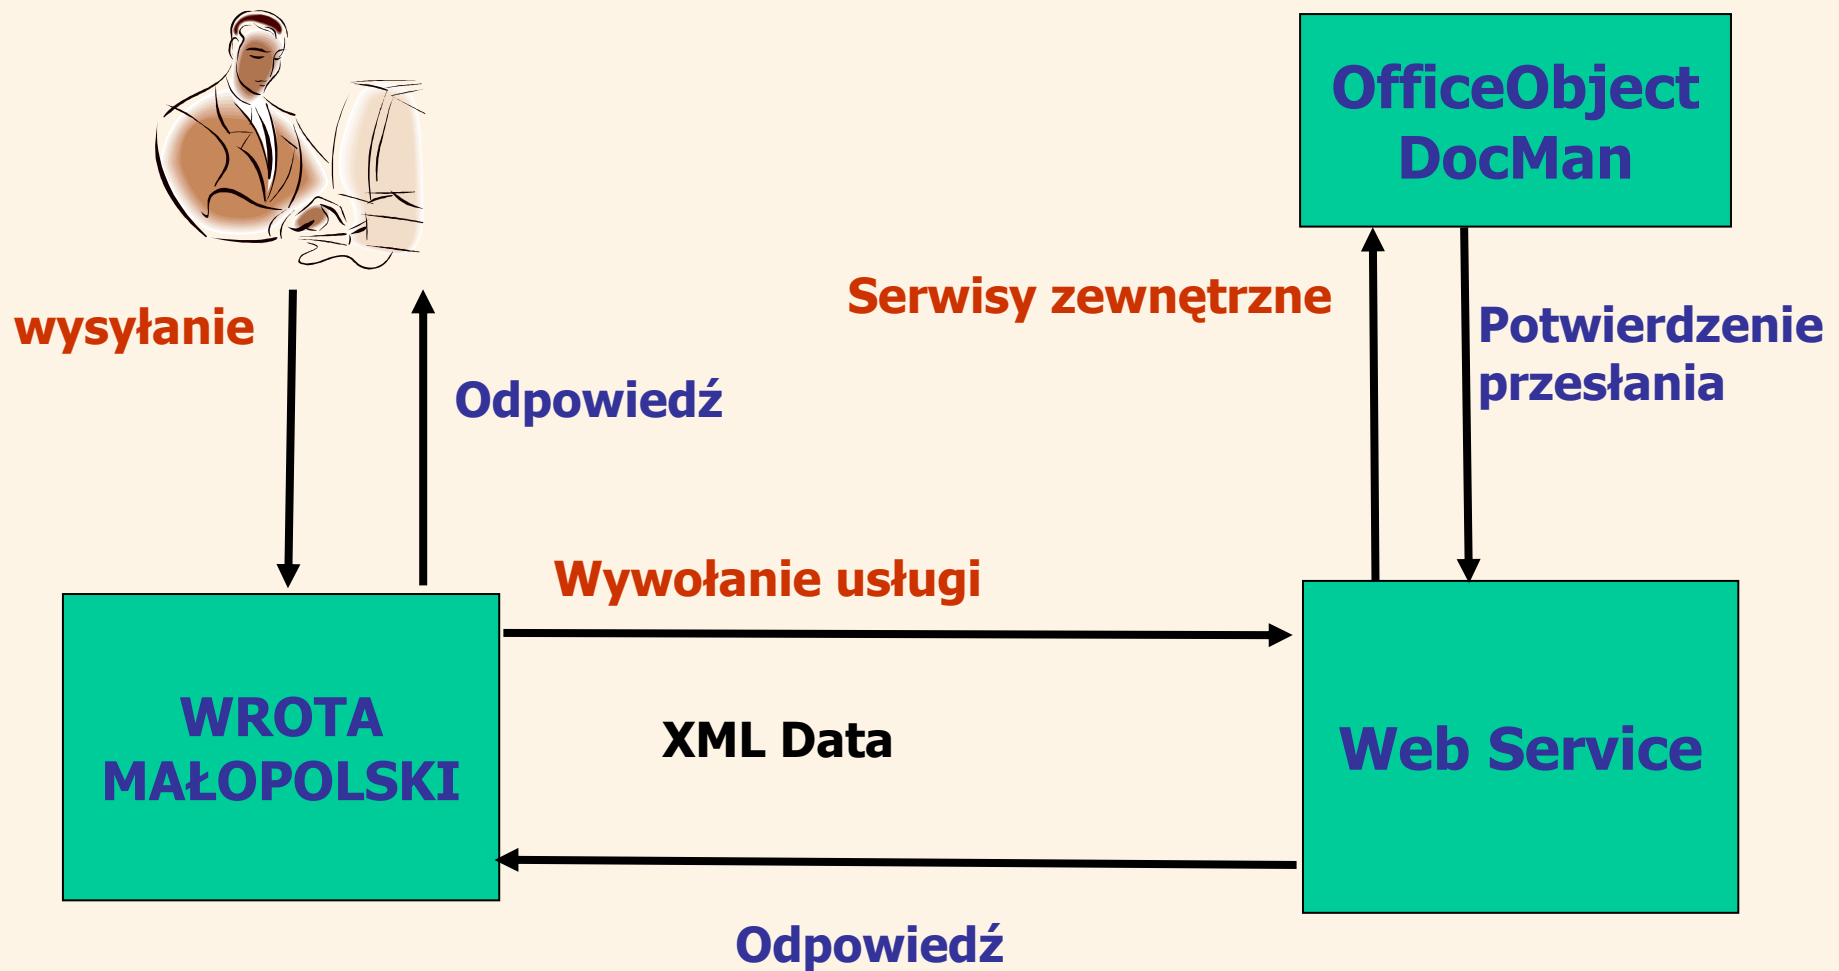 OfficeObject
DocMan
Serwisy zewnętrzne
wysyłanie
Potwierdzenie
przesłania
Odpowiedź
Wywołanie usługi
WROTA
MAŁOPOLSKI
XML Data
Web Service
Odpowiedź